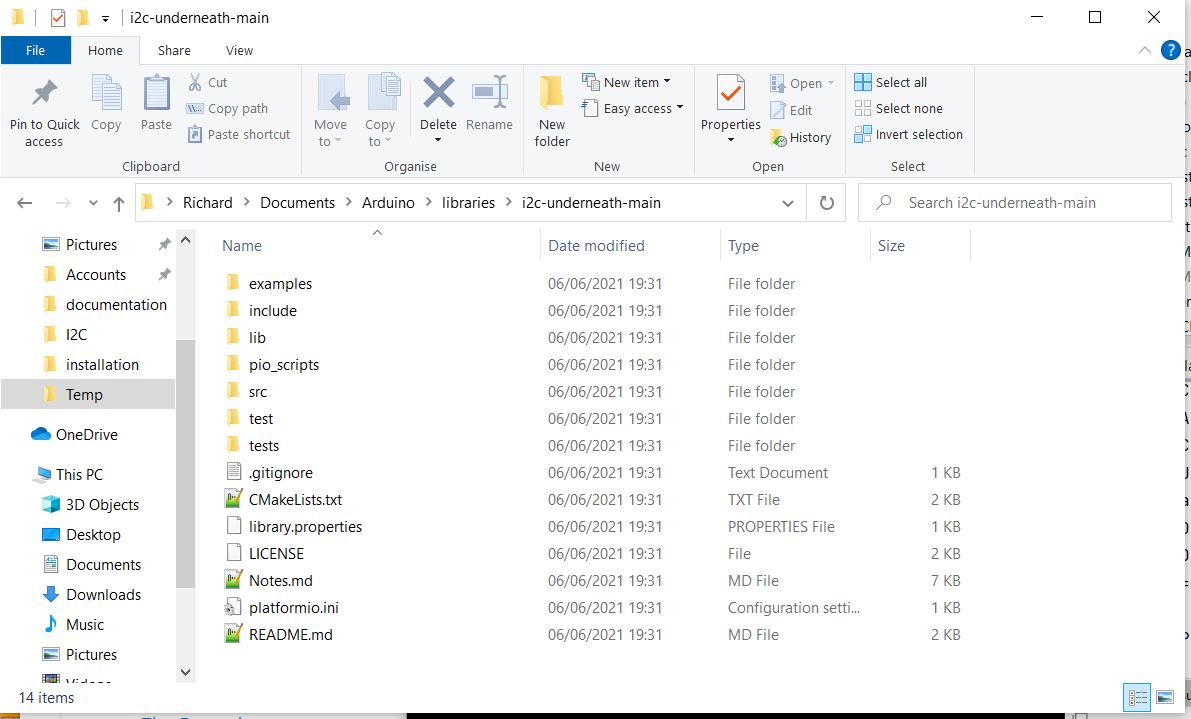 i2c-underneath-main
File Home Share View
Pin to Quick access
Copy
Paste
Cut
Copy path
Paste shortcut
Clipboard
Move to
Copy to
Delete
Rename
Organise
New folder
New item
Easy access
New
Properties
Open
Edit
History
Open
Select all
Select none
Invert selection
Select
Richard > Documents > Arduino > libraries > i2c-underneath-main
Search i2c-underneath-main
Pictures
Accounts
documentation
I2C
installation
Temp
OneDrive
This PC
3D Objects
Desktop
Documents
Downloads
Music
Pictures
Videos
Name Date modified Type Size
examples 06/06/2021 19:31 File folder
include 06/06/2021 19:31 File folder
lib 06/06/2021 19:31 File folder
pio_scripts 06/06/2021 19:31 File folder
src 06/06/2021 19:31 File folder
test 06/06/2021 19:31 File folder
tests 06/06/2021 19:31 File folder
.gitignore 06/06/2021 19:31 Text Document 1 KB
CMakeLists.txt 06/06/2021 19:31 TXT File 2 KB
library.properties 06/06/2021 19:31 PROPERTIES File 1 KB
LICENSE 06/06/2021 19:31 File 2 KB
Notes.md 06/06/2021 19:31 MD File 7 KB
platformio.ini 06/06/2021 19:31 Configuration setti... 1 KB
README.md 06/06/2021 19:31 MD File 2 KB
14 items